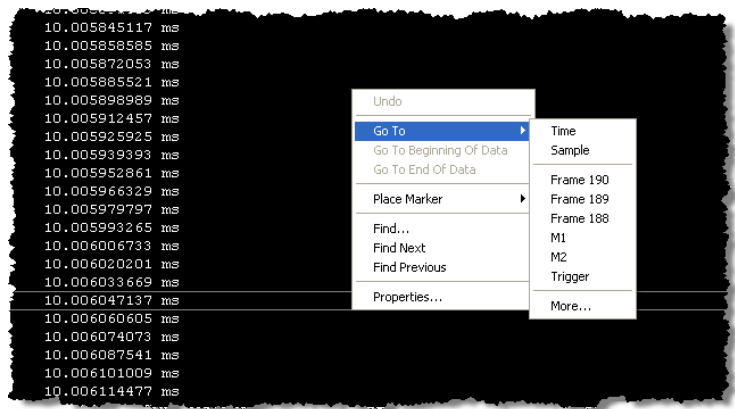 10.005845117 ms
10.005858585 ms
10.005872053 ms
10.005885521 ms
10.005898989 ms
10.005912457 ms
10.005925925 ms
10.005939393 ms
10.005952861 ms
10.005966329 ms
10.005979797 ms
10.005993265 ms
10.006006733 ms
10.006020201 ms
10.006033669 ms
10.006047137 ms
10.006060605 ms
10.006074073 ms
10.006087541 ms
10.006101009 ms
10.006114477 ms
Undo
Go To
Go To Beginning Of Data
Go To End Of Data
Place Marker
Find...
Find Next
Find Previous
Properties...
Time
Sample
Frame 190
Frame 189
Frame 188
M1
M2
Trigger
More...